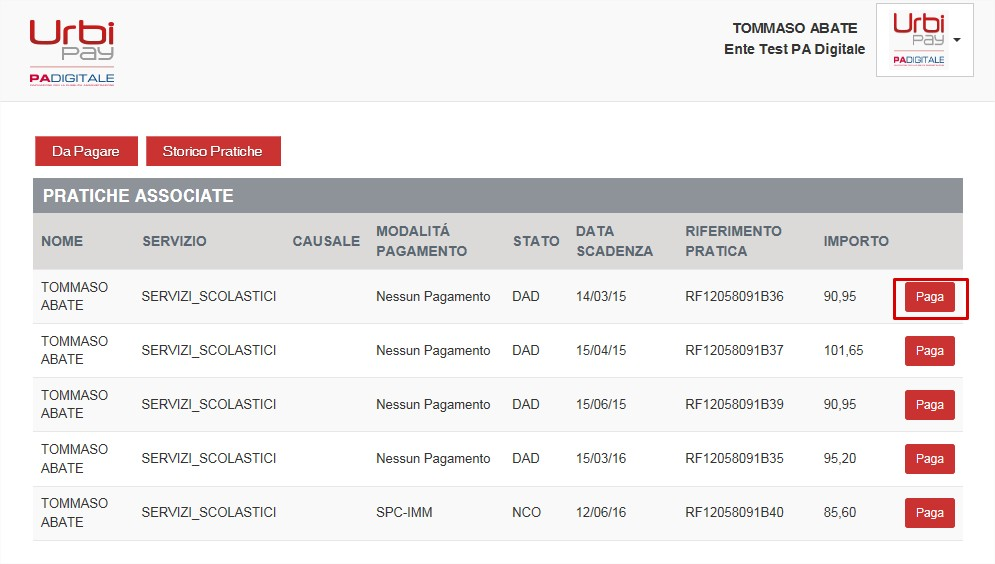 Urbi
pay
PADIGITALE
TOMMASO ABATE
Ente Test PA Digitale
Urbi
pay
PADIGITALE
Da Pagare
Storico Pratiche
PRATICHE ASSOCIATE
NOME SERVIZIO CAUSALE MODALITÁ PAGAMENTO STATO DATA SCADENZA RIFERIMENTO PRATICA IMPORTO
TOMMASO ABATE SERVIZI_SCOLASTICI Nessun Pagamento DAD 14/03/15 RF12058091B36 90,95 Paga
TOMMASO ABATE SERVIZI_SCOLASTICI Nessun Pagamento DAD 15/04/15 RF12058091B37 101,65 Paga
TOMMASO ABATE SERVIZI_SCOLASTICI Nessun Pagamento DAD 15/06/15 RF12058091B39 90,95 Paga
TOMMASO ABATE SERVIZI_SCOLASTICI Nessun Pagamento DAD 15/03/16 RF12058091B35 95,20 Paga
TOMMASO ABATE SERVIZI_SCOLASTICI SPC-IMM NCO 12/06/16 RF12058091B40 85,60 Paga